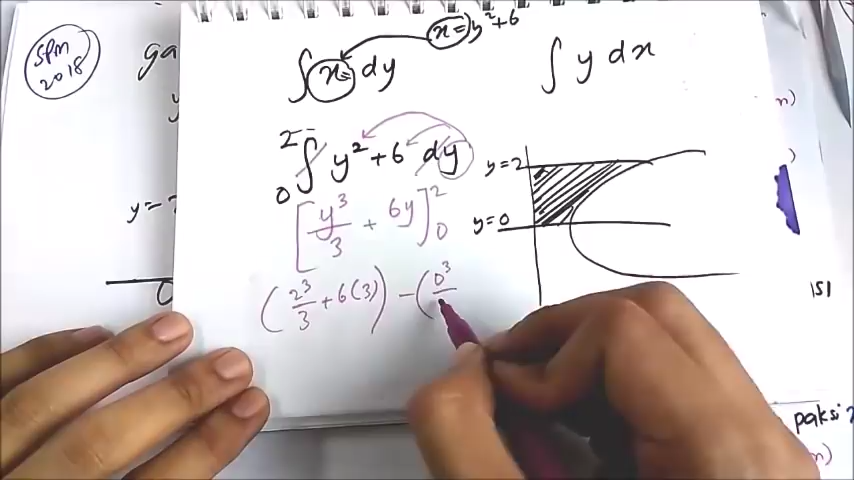 SPM
2018
ga
y
y=
0
x=y²+6
∫ x= dy
∫ y dx
2
∫ y²+6 dy
0
[y³/3 + 6y]²₀
(2³/3 + 6(3)) - (0³
y=2
y=0
151
paksi